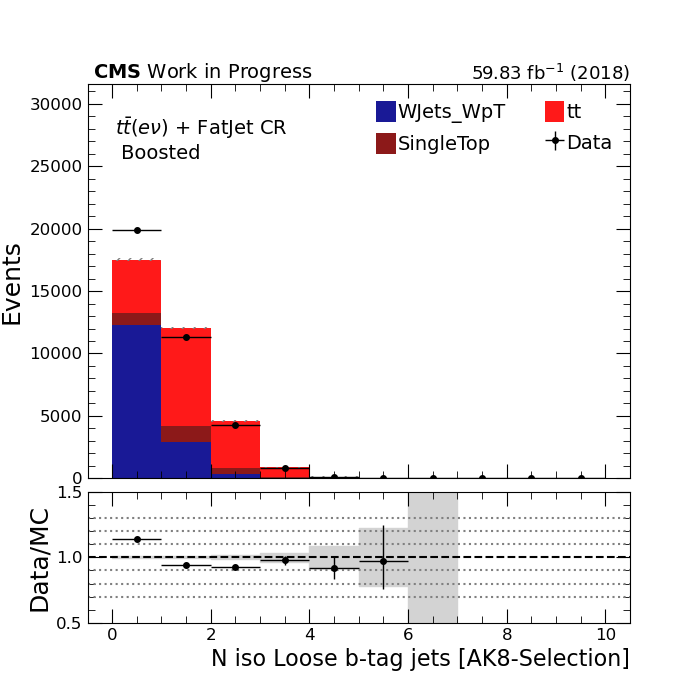 CMS Work in Progress 59.83 fb⁻¹ (2018)
30000
25000
20000
15000
10000
5000
0
Events
tt̄(eν) + FatJet CR
Boosted
WJets_WpT
tt
SingleTop
Data
1.5
1.0
0.5
Data/MC
0 2 4 6 8 10
N iso Loose b-tag jets [AK8-Selection]